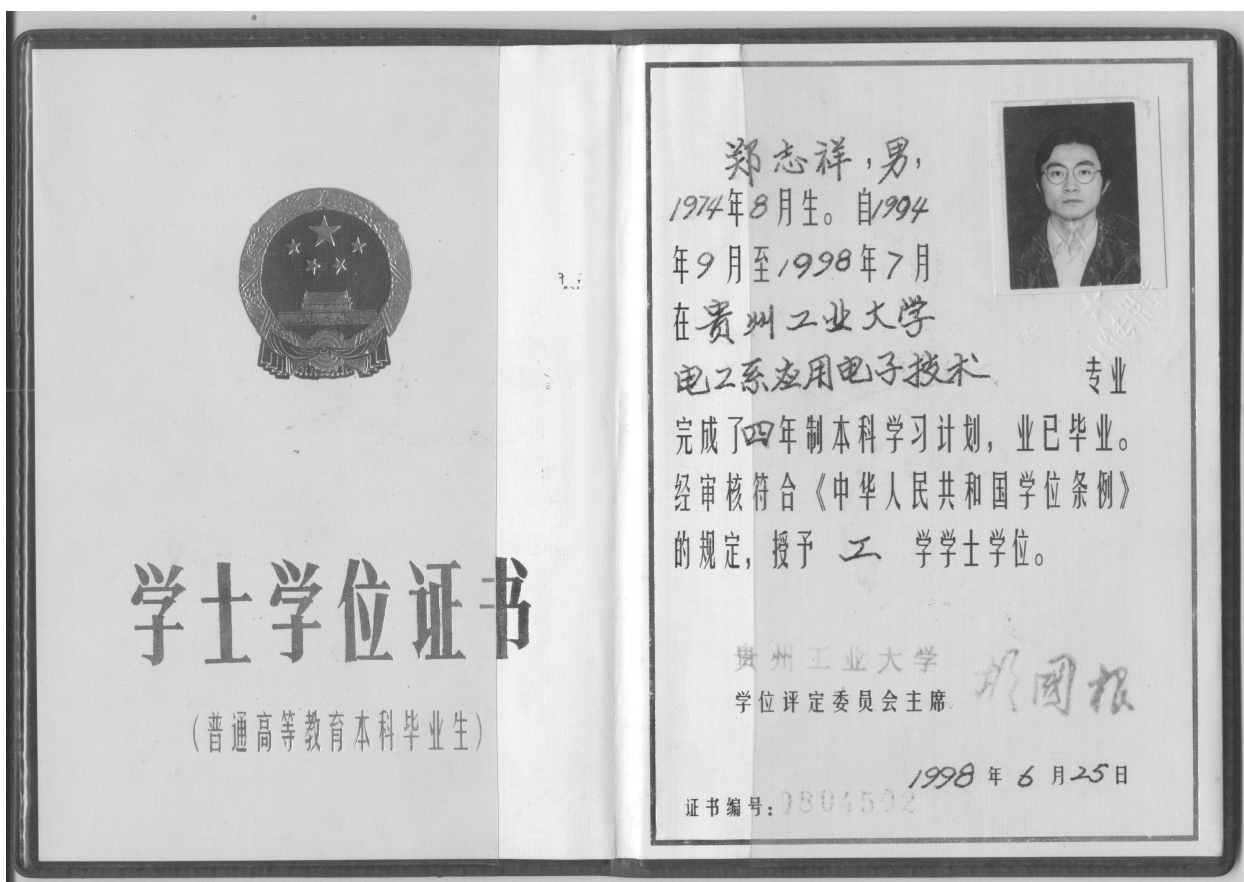 学士学位证书
(普通高等教育本科毕业生)
郑志祥,男,
1974年8月生。自1994
年9月至1998年7月
在贵州工业大学
电工系应用电子技术 专业
完成了四年制本科学习计划,业已毕业。
经审核符合《中华人民共和国学位条例》
的规定,授予 工 学学士学位。
贵州工业大学
学位评定委员会主席
1998年6月25日
证书编号:9804502